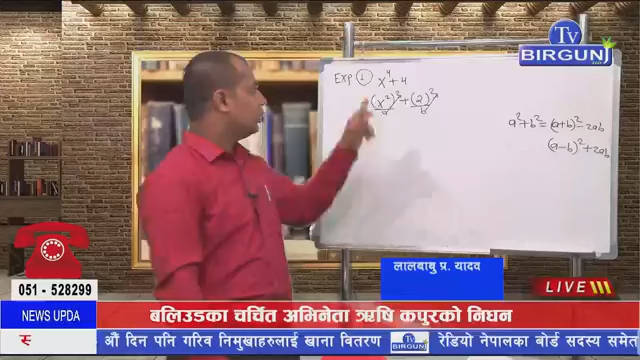 Tv
BIRGUNJ
Exp ① x⁴+4
(x²)²+(2)²
a b
a²+b² = (a+b)²-2ab
(a-b)²+2ab
लालबाबु प्र. यादव
051 - 528299
LIVE
NEWS UPDA
बलिउडका चर्चित अभिनेता ऋषि कपुरको निधन
औं दिन पनि गरिव निमुखाहरुलाई खाना वितरण रेडियो नेपालका बोर्ड सदस्य समेत